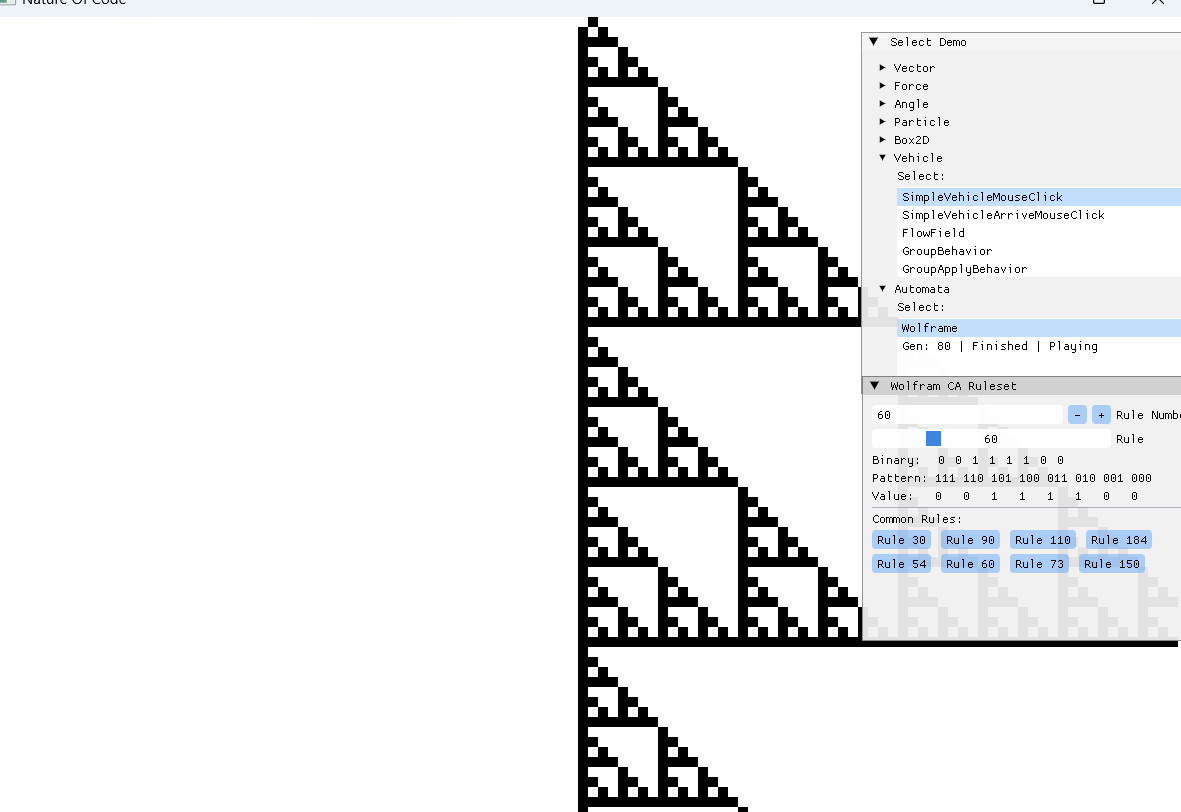 Nature Of Code
Select Demo
Vector
Force
Angle
Particle
Box2D
Vehicle
Select:
SimpleVehicleMouseClick
SimpleVehicleArriveMouseClick
FlowField
GroupBehavior
GroupApplyBehavior
Automata
Select:
Wolframe
Gen: 80 | Finished | Playing
Wolfram CA Ruleset
60 - + Rule Numb
60 Rule
Binary: 0 0 1 1 1 1 0 0
Pattern: 111 110 101 100 011 010 001 000
Value: 0 0 1 1 1 1 0 0
Common Rules:
Rule 30 Rule 90 Rule 110 Rule 184
Rule 54 Rule 60 Rule 73 Rule 150